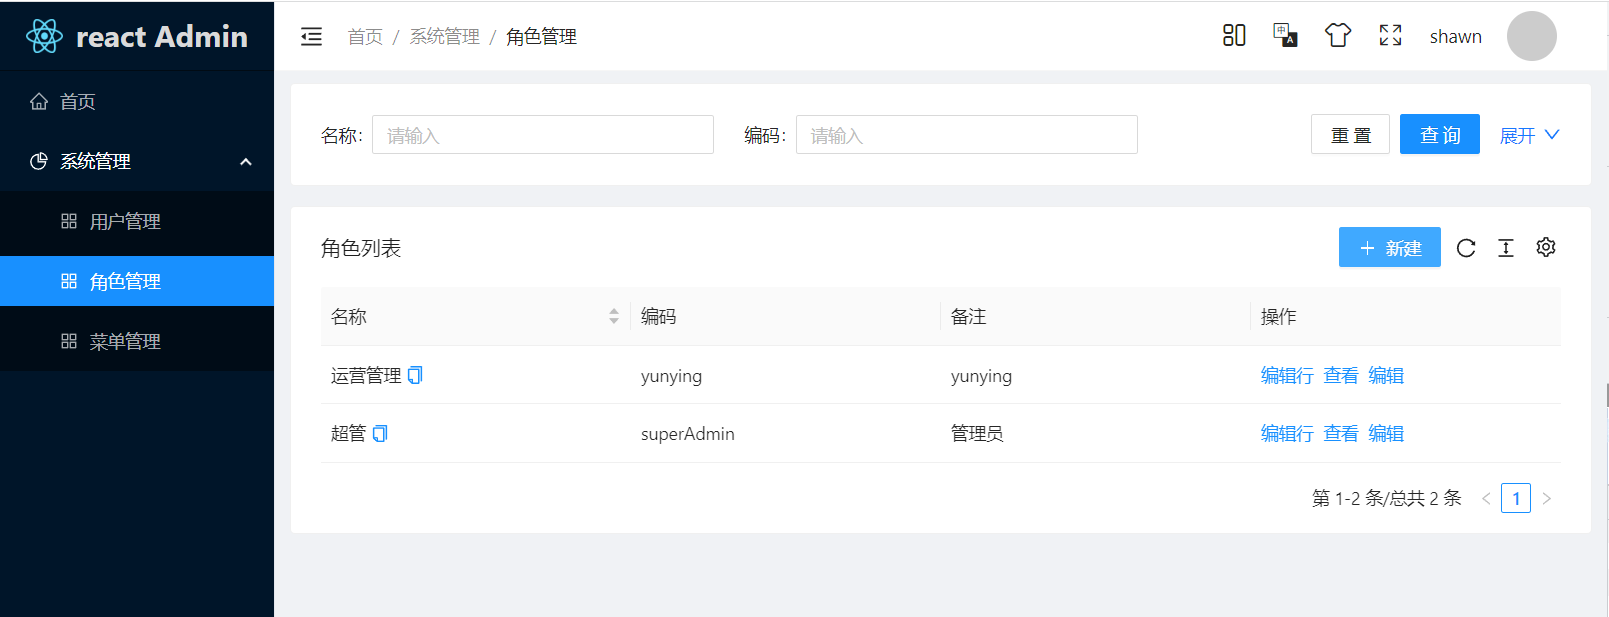 react Admin
首页
系统管理
用户管理
角色管理
菜单管理
首页 / 系统管理 / 角色管理
中 A
shawn
名称: 请输入 编码: 请输入 重 置 查 询 展开
角色列表 + 新建
名称 编码 备注 操作
运营管理 yunying yunying 编辑行 查看 编辑
超管 superAdmin 管理员 编辑行 查看 编辑
第 1-2 条/总共 2 条 < 1 >